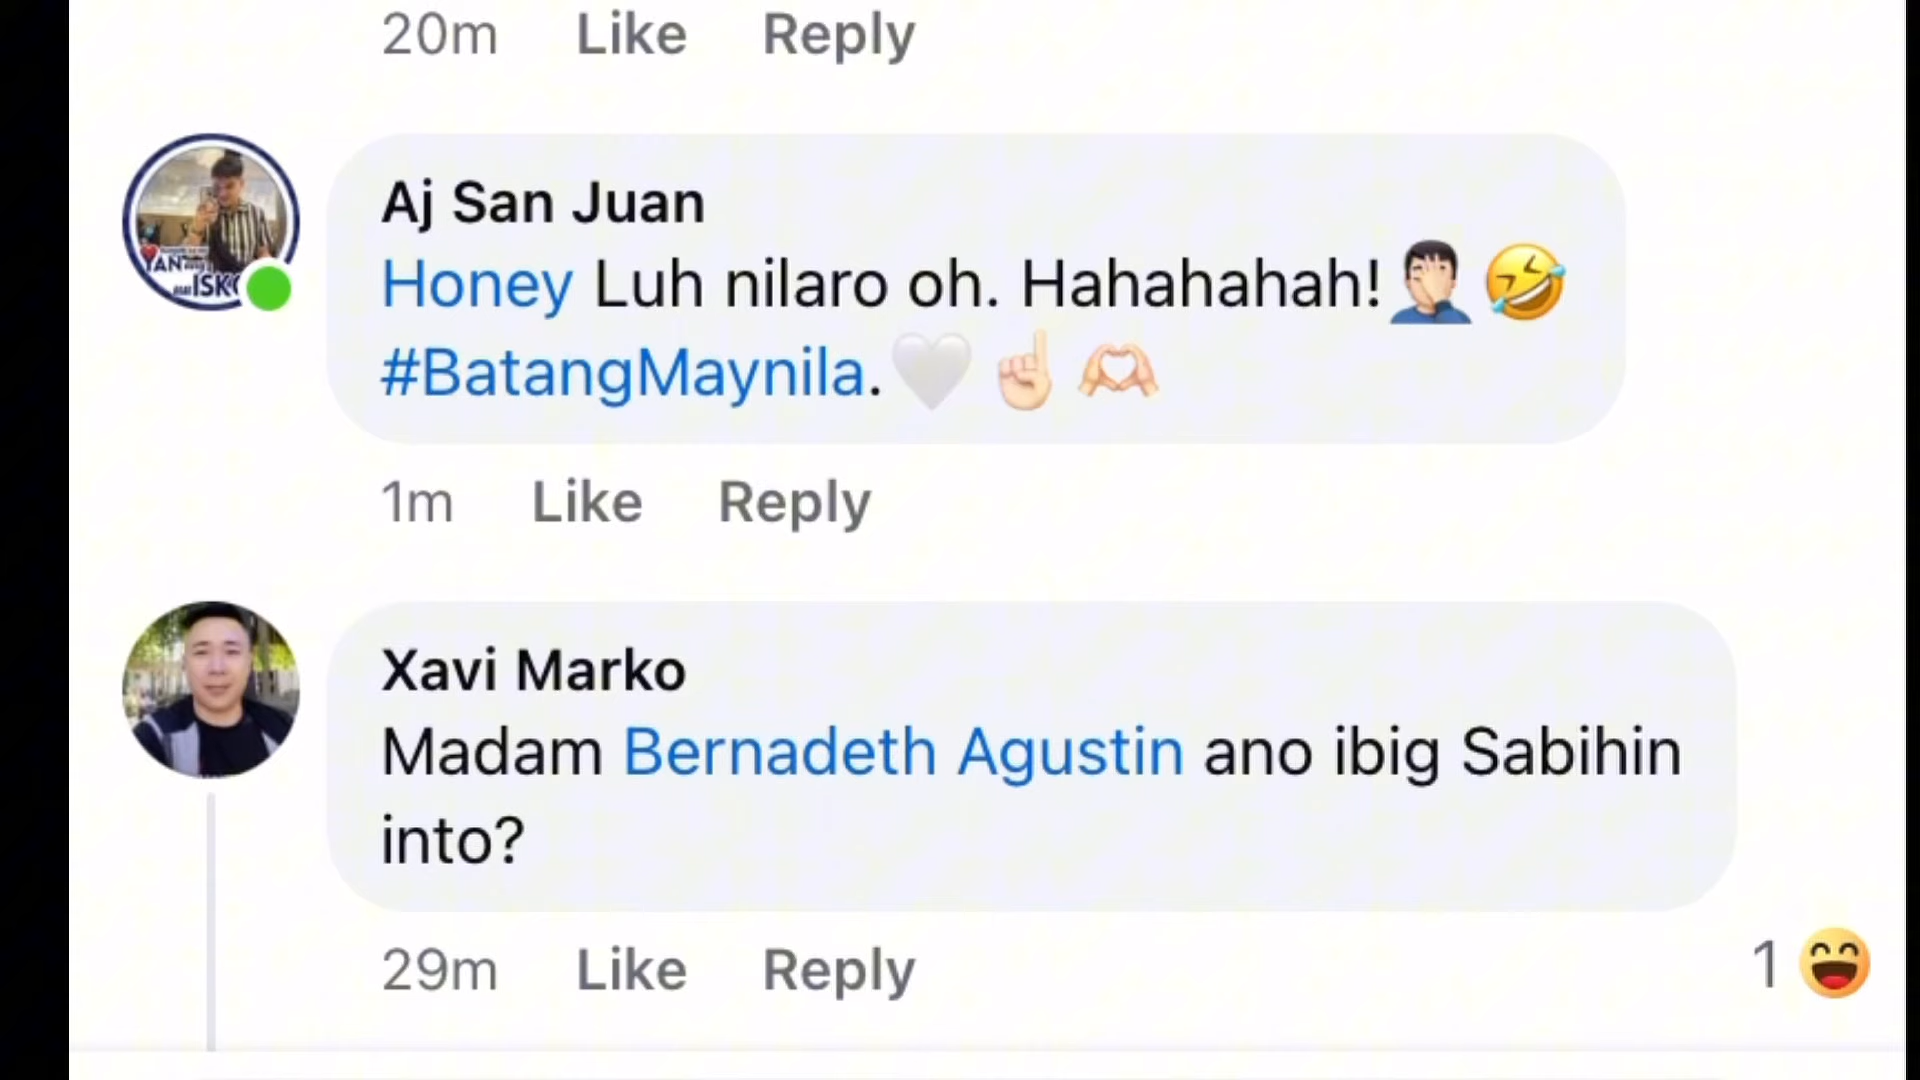 20m Like Reply
Aj San Juan
Honey Luh nilaro oh. Hahahahah!🤦🏻‍♂️🤣
#BatangMaynila.🤍☝🏻🫶🏻
1m Like Reply
Xavi Marko
Madam Bernadeth Agustin ano ibig Sabihin
into?
29m Like Reply 1 😄